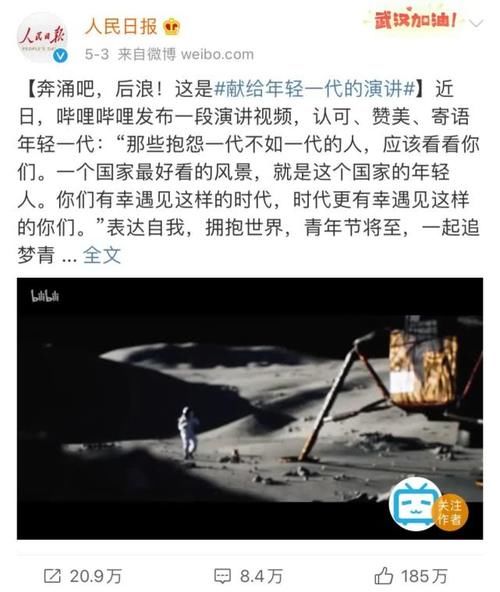 人民日报
PEOPLE'S DAILY
人民日报
武汉加油!
5-3 来自微博 weibo.com
【奔涌吧，后浪！这是#献给年轻一代的演讲#】近
日，哔哩哔哩发布一段演讲视频，认可、赞美、寄语
年轻一代：“那些抱怨一代不如一代的人，应该看看你
们。一个国家最好看的风景，就是这个国家的年轻
人。你们有幸遇见这样的时代，时代更有幸遇见这样
的你们。”表达自我，拥抱世界，青年节将至，一起追
梦青 ... 全文
bilibili
关注
作者
20.9万
8.4万
185万